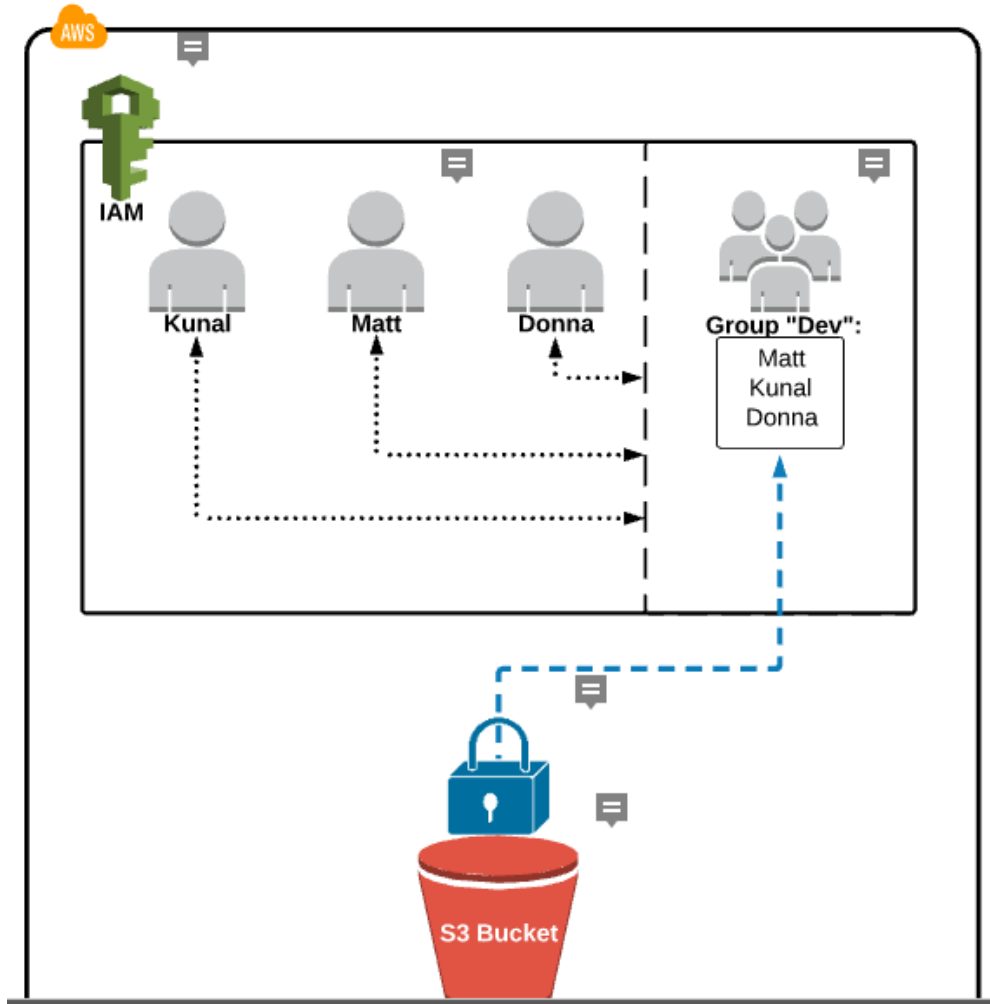 AWS
IAM
Kunal
Matt
Donna
Group "Dev":
Matt
Kunal
Donna
S3 Bucket